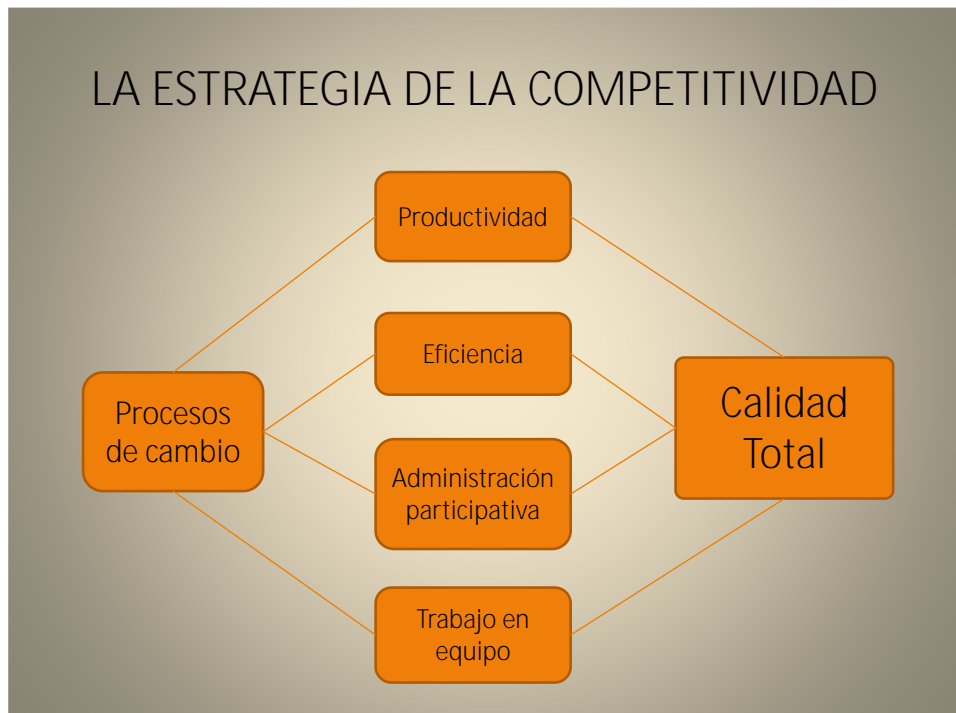 LA ESTRATEGIA DE LA COMPETITIVIDAD
Productividad
Eficiencia
Procesos
de cambio
Calidad
Total
Administración
participativa
Trabajo en
equipo